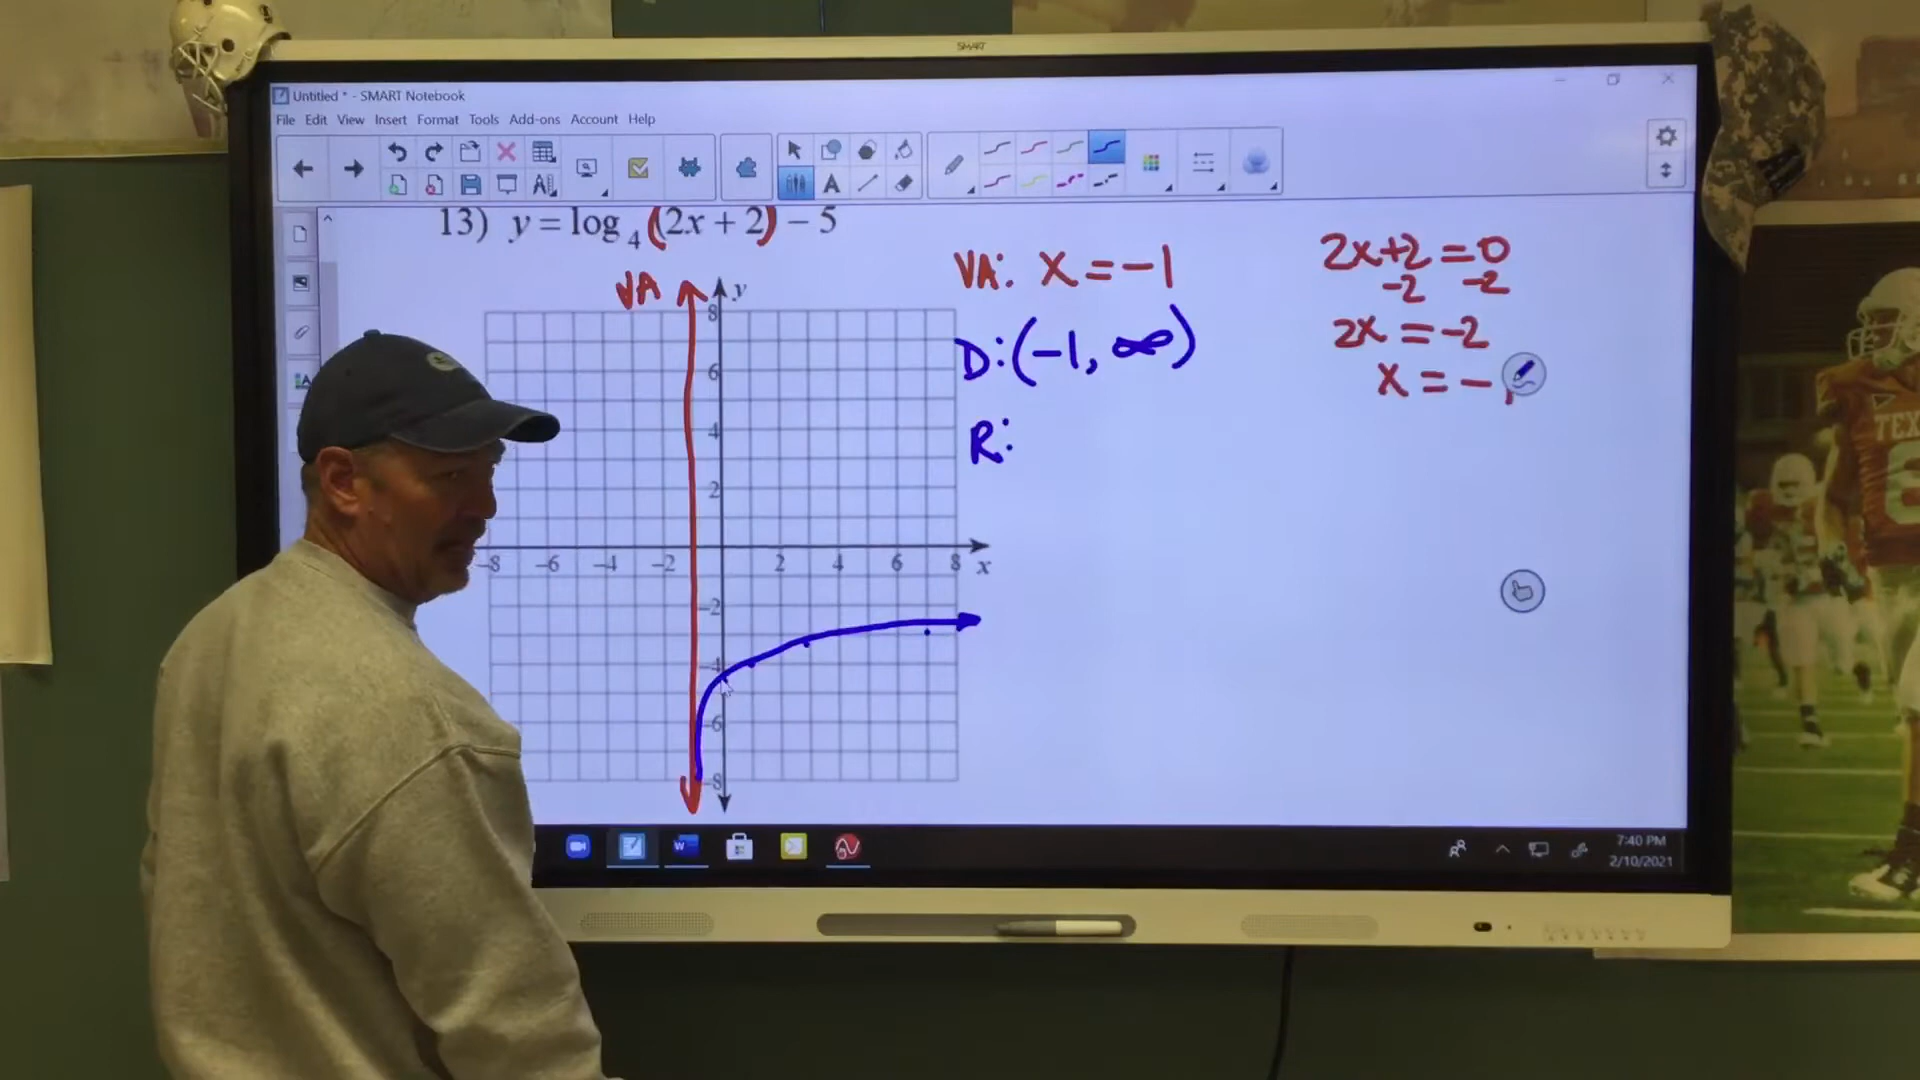 SMART
Untitled * - SMART Notebook
File Edit View Insert Format Tools Add-ons Account Help
13) y = log₄(2x + 2) – 5
VA
VA: x = -1
D: (-1, ∞)
R:
2x+2 = 0
-2 -2
2x = -2
x = -
y
8
6
4
2
–8 –6 –4 –2 2 4 6 8 x
–2
–4
–6
–8
7:40 PM
2/10/2021
TEX